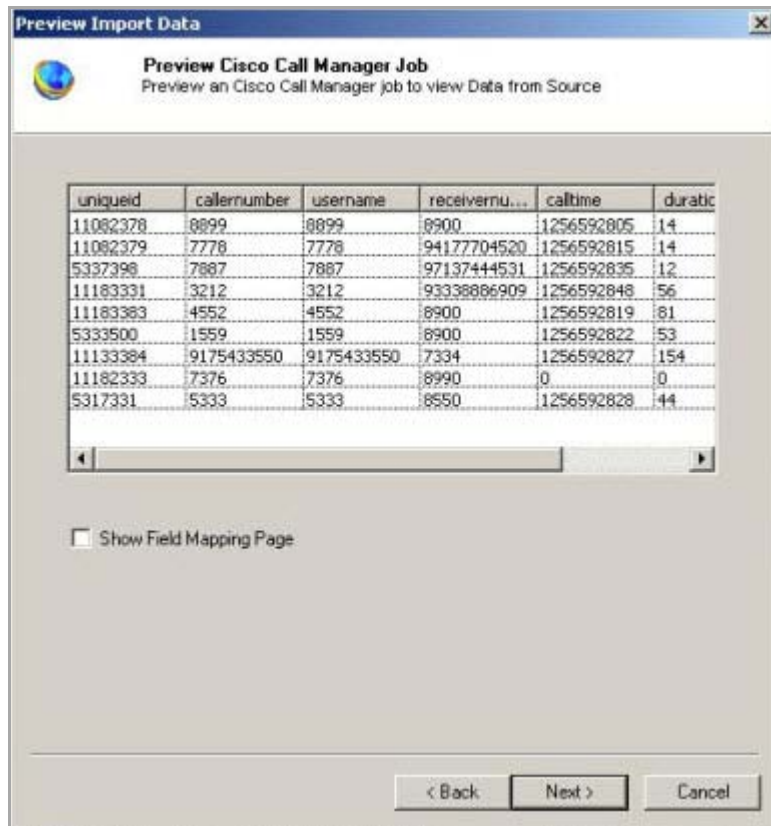 Preview Import Data
Preview Cisco Call Manager Job
Preview an Cisco Call Manager job to view Data from Source
uniqueid callernumber username receivernu... calltime duratic
11082378 8899 8899 8900 1256592805 14
11082379 7778 7778 94177704520 1256592815 14
5337398 7887 7887 97137444531 1256592835 12
11183331 3212 3212 93338886909 1256592848 56
11183383 4552 4552 8900 1256592819 81
5333500 1559 1559 8900 1256592822 53
11133384 9175433550 9175433550 7334 1256592827 154
11182333 7376 7376 8990 0 0
5317331 5333 5333 8550 1256592828 44
Show Field Mapping Page
< Back Next > Cancel